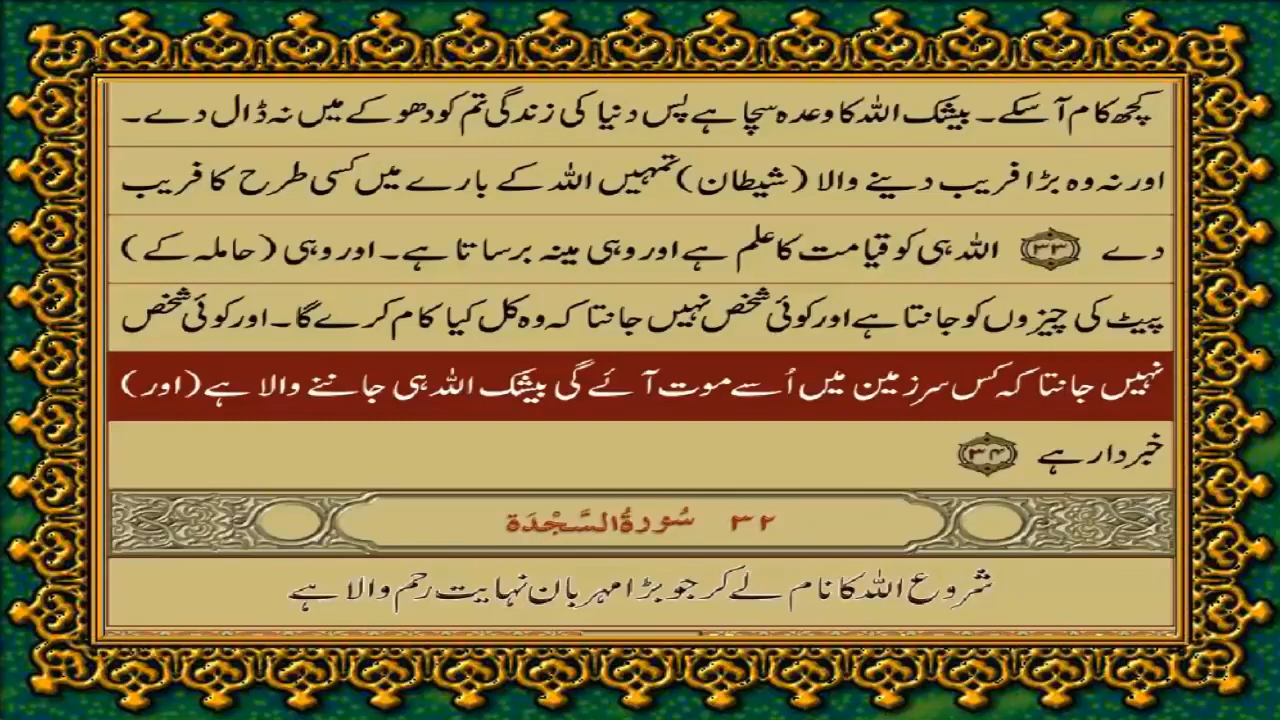 کچھ کام آ سکے۔ بیشک اللہ کا وعدہ سچا ہے پس دنیا کی زندگی تم کو دھوکے میں نہ ڈال دے۔
اور نہ وہ بڑا فریب دینے والا (شیطان) تمہیں اللہ کے بارے میں کسی طرح کا فریب
دے ۳۳ اللہ ہی کو قیامت کا علم ہے اور وہی مینہ برساتا ہے۔ اور وہی (حاملہ کے)
پیٹ کی چیزوں کو جانتا ہے اور کوئی شخص نہیں جانتا کہ وہ کل کیا کام کرے گا۔ اور کوئی شخص
نہیں جانتا کہ کس سرزمین میں اُسے موت آئے گی بیشک اللہ ہی جاننے والا ہے (اور)
خبردار ہے ۳۴
۳۲ سُوْرَةُ السَّجْدَة
شروع اللہ کا نام لے کر جو بڑا مہربان نہایت رحم والا ہے